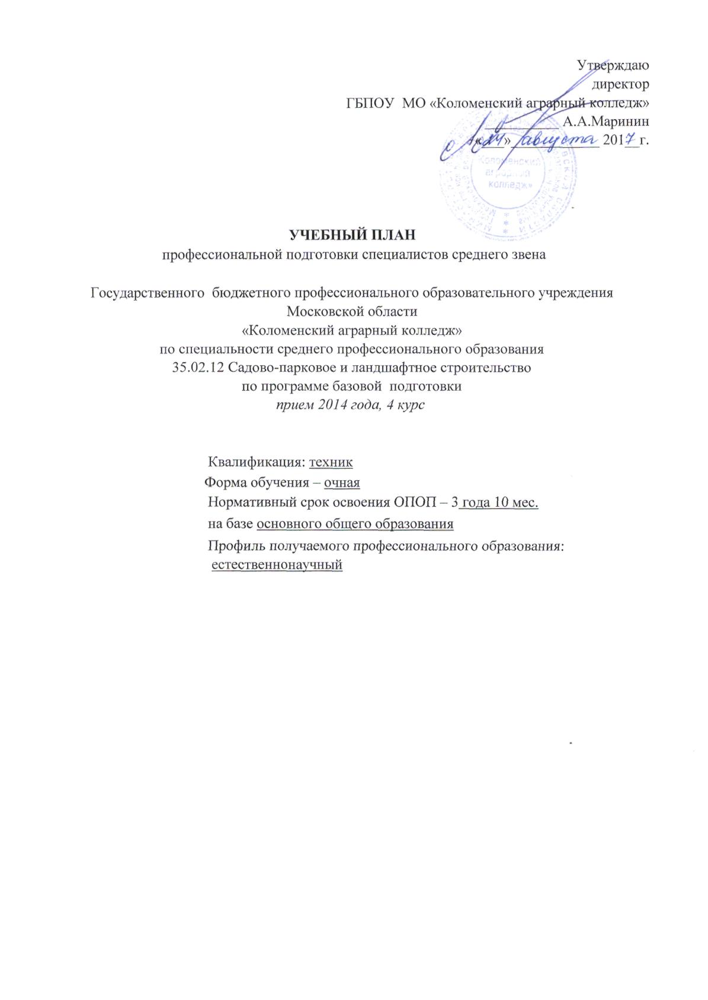 Утверждаю
директор
ГБПОУ МО «Коломенский аграрный колледж»
__________ А.А.Маринин
«24» августа 2017 г.
Коломенский
аграрный
колледж»
УЧЕБНЫЙ ПЛАН
профессиональной подготовки специалистов среднего звена
Государственного бюджетного профессионального образовательного учреждения
Московской области
«Коломенский аграрный колледж»
по специальности среднего профессионального образования
35.02.12 Садово-парковое и ландшафтное строительство
по программе базовой подготовки
прием 2014 года, 4 курс
Квалификация: техник
Форма обучения – очная
Нормативный срок освоения ОПОП – 3 года 10 мес.
на базе основного общего образования
Профиль получаемого профессионального образования:
естественнонаучный